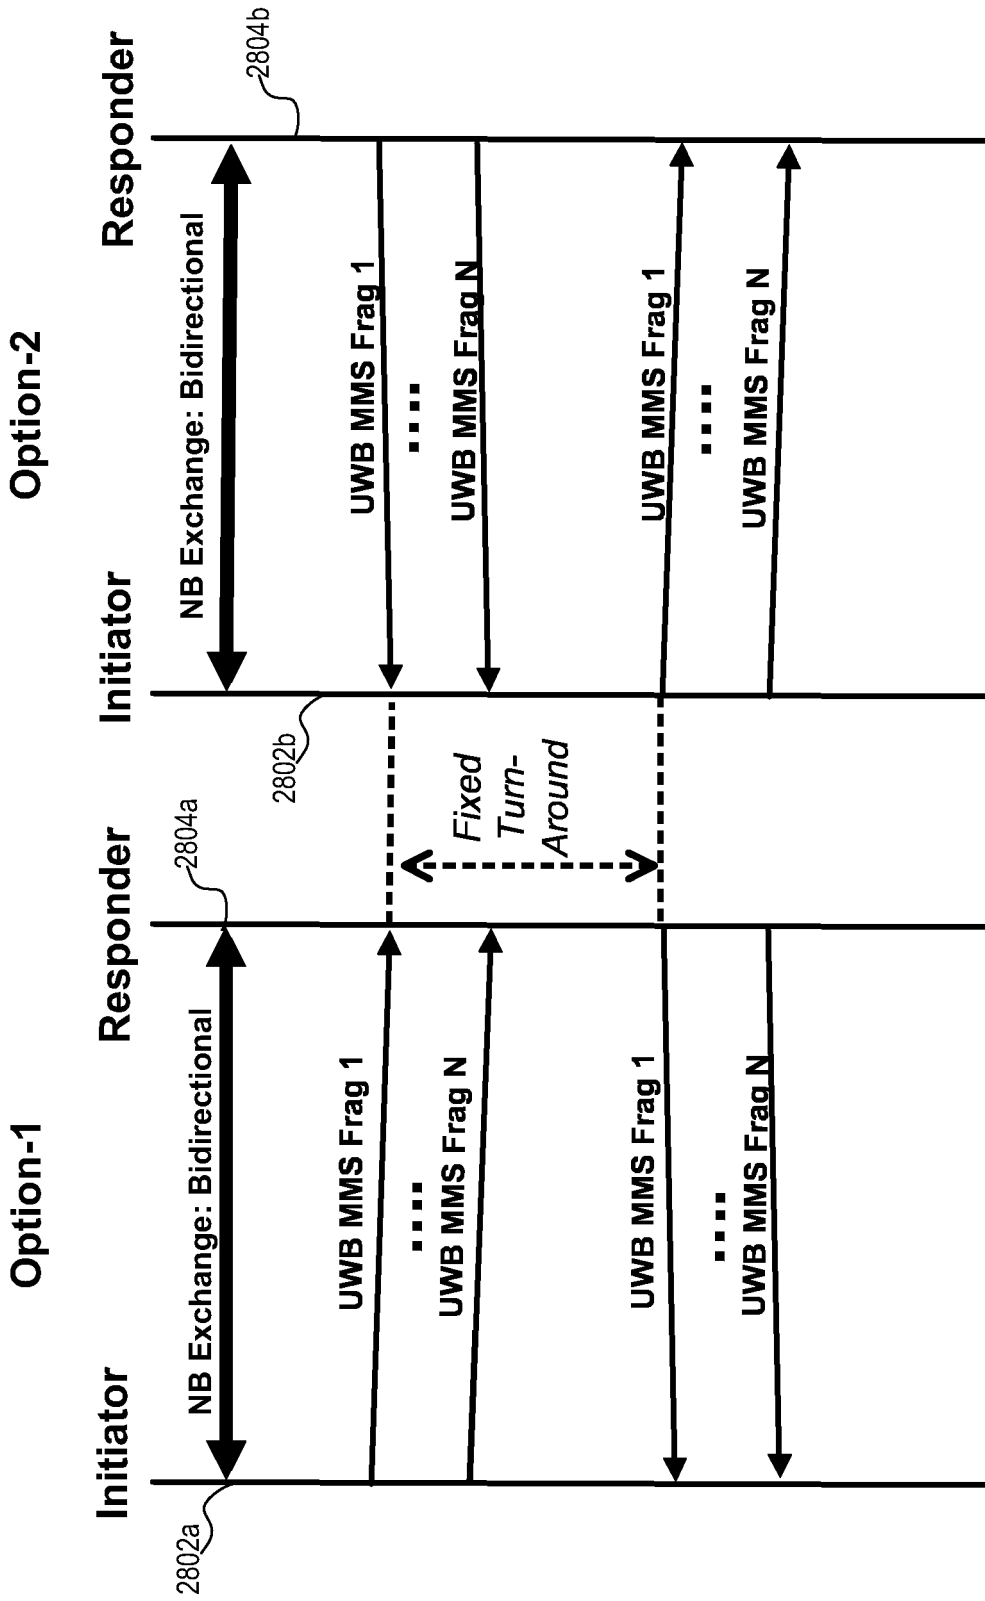 Option-1
Initiator
Responder
2802a
2804a
NB Exchange: Bidirectional
UWB MMS Frag 1
UWB MMS Frag N
UWB MMS Frag 1
UWB MMS Frag N
Fixed
Turn-
Around
Option-2
Initiator
Responder
2802b
2804b
NB Exchange: Bidirectional
UWB MMS Frag 1
UWB MMS Frag N
UWB MMS Frag 1
UWB MMS Frag N